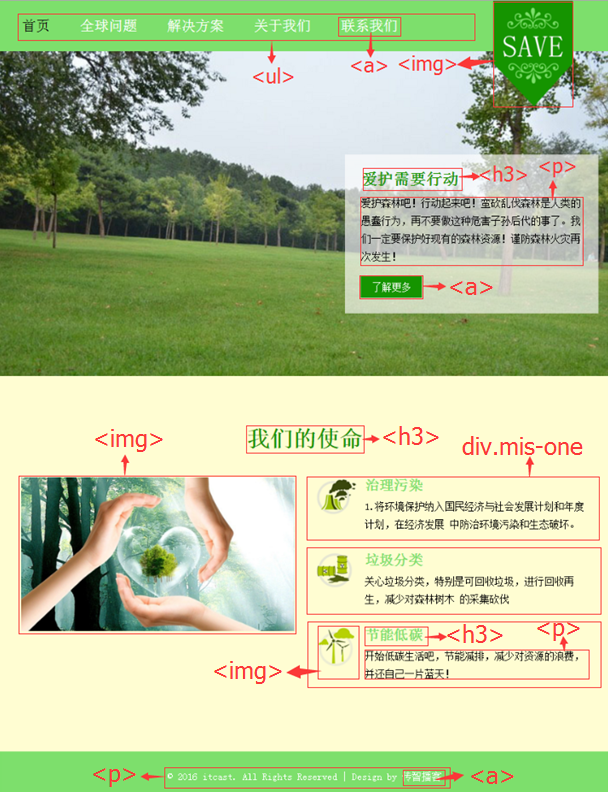 首页 全球问题 解决方案 关于我们 联系我们
SAVE
<ul>
<a>
<img>
爱护需要行动
<h3>
<p>
爱护森林吧！行动起来吧！蛮砍乱伐森林是人类的
愚蠢行为，再不要做这种危害子孙后代的事了。我
们一定要保护好现有的森林资源！谨防森林火灾再
次发生！
了解更多
<a>
我们的使命
<h3>
<img>
div.mis-one
治理污染
1.将环境保护纳入国民经济与社会发展计划和年度
计划，在经济发展 中防治环境污染和生态破坏。
垃圾分类
关心垃圾分类，特别是可回收垃圾，进行回收再
生，减少对森林树木 的采集砍伐
节能低碳
<h3>
<p>
开始低碳生活吧，节能减排，减少对资源的浪费，
并还自己一片蓝天！
<img>
<p>
© 2016 itcast. All Rights Reserved | Design by 传智播客
<a>